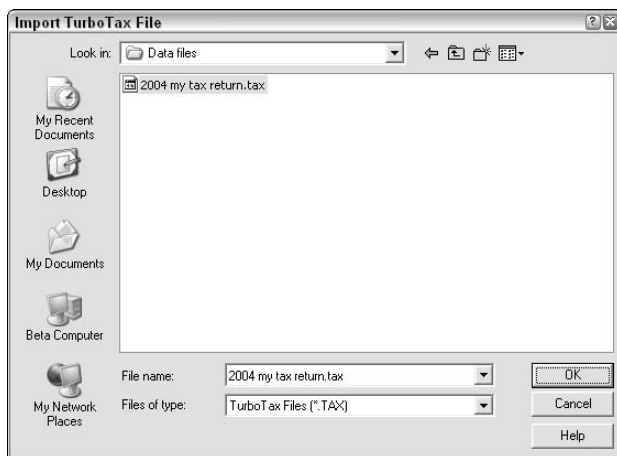 Import TurboTax File
Look in:
Data files
2004 my tax return.tax
My Recent
Documents
Desktop
My Documents
Beta Computer
My Network
Places
File name:
2004 my tax return.tax
OK
Files of type:
TurboTax Files (*.TAX)
Cancel
Help